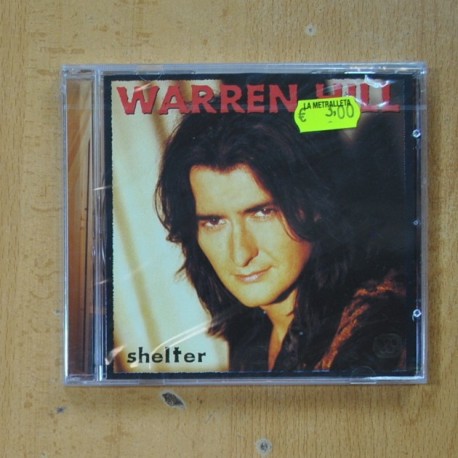 WARREN HILL
LA METRALLETA
€ 3,00
shelter